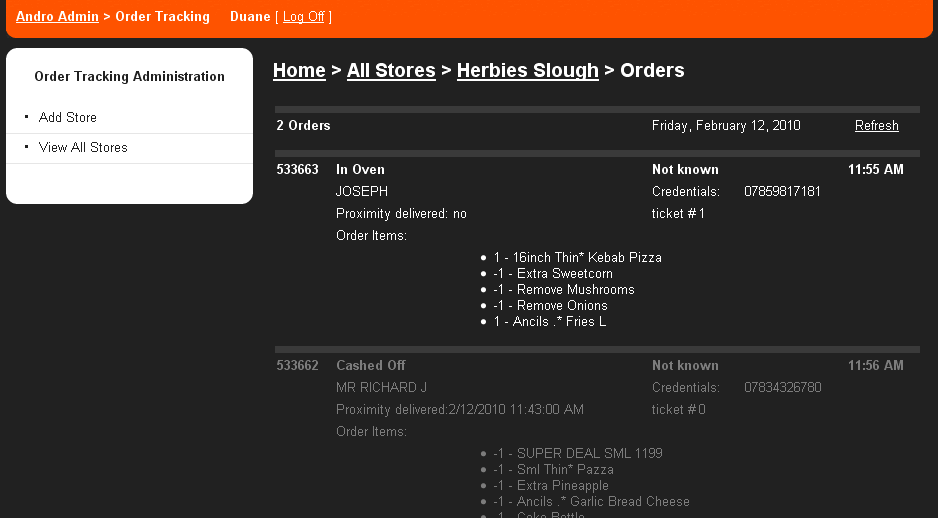 Andro Admin > Order Tracking Duane [ Log Off ]
Order Tracking Administration
Add Store
View All Stores
Home > All Stores > Herbies Slough > Orders
2 Orders Friday, February 12, 2010 Refresh
533663 In Oven Not known 11:55 AM
JOSEPH Credentials: 07859817181
Proximity delivered: no ticket #1
Order Items:
1 - 16inch Thin* Kebab Pizza
-1 - Extra Sweetcorn
-1 - Remove Mushrooms
-1 - Remove Onions
1 - Ancils .* Fries L
533662 Cashed Off Not known 11:56 AM
MR RICHARD J Credentials: 07834326780
Proximity delivered:2/12/2010 11:43:00 AM ticket #0
Order Items:
-1 - SUPER DEAL SML 1199
-1 - Sml Thin* Pazza
-1 - Extra Pineapple
-1 - Ancils .* Garlic Bread Cheese
-1 - Coke Bottle